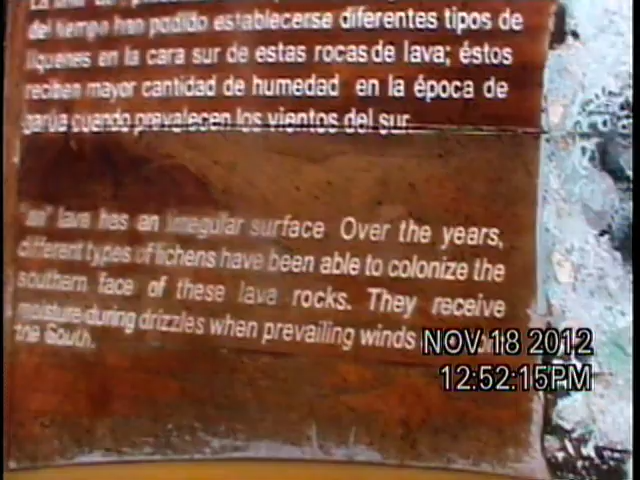 del tiempo han podido establecerse diferentes tipos de
líquenes en la cara sur de estas rocas de lava; éstos
reciben mayor cantidad de humedad en la época de
garúa cuando prevalecen los vientos del sur.
"aa" lava has an irregular surface Over the years,
different types of lichens have been able to colonize the
southern face of these lava rocks. They receive
moisture during drizzles when prevailing winds
the South.
NOV 18 2012
12:52:15PM